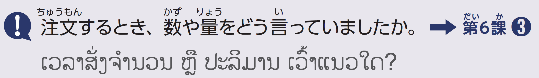 注文するとき、数や量をどう言っていましたか。 ➡ 第6課 ❸
ເວລາສັ່ງຈຳນວນ ຫຼື ປະລິມານ ເວົ້າແນວໃດ?